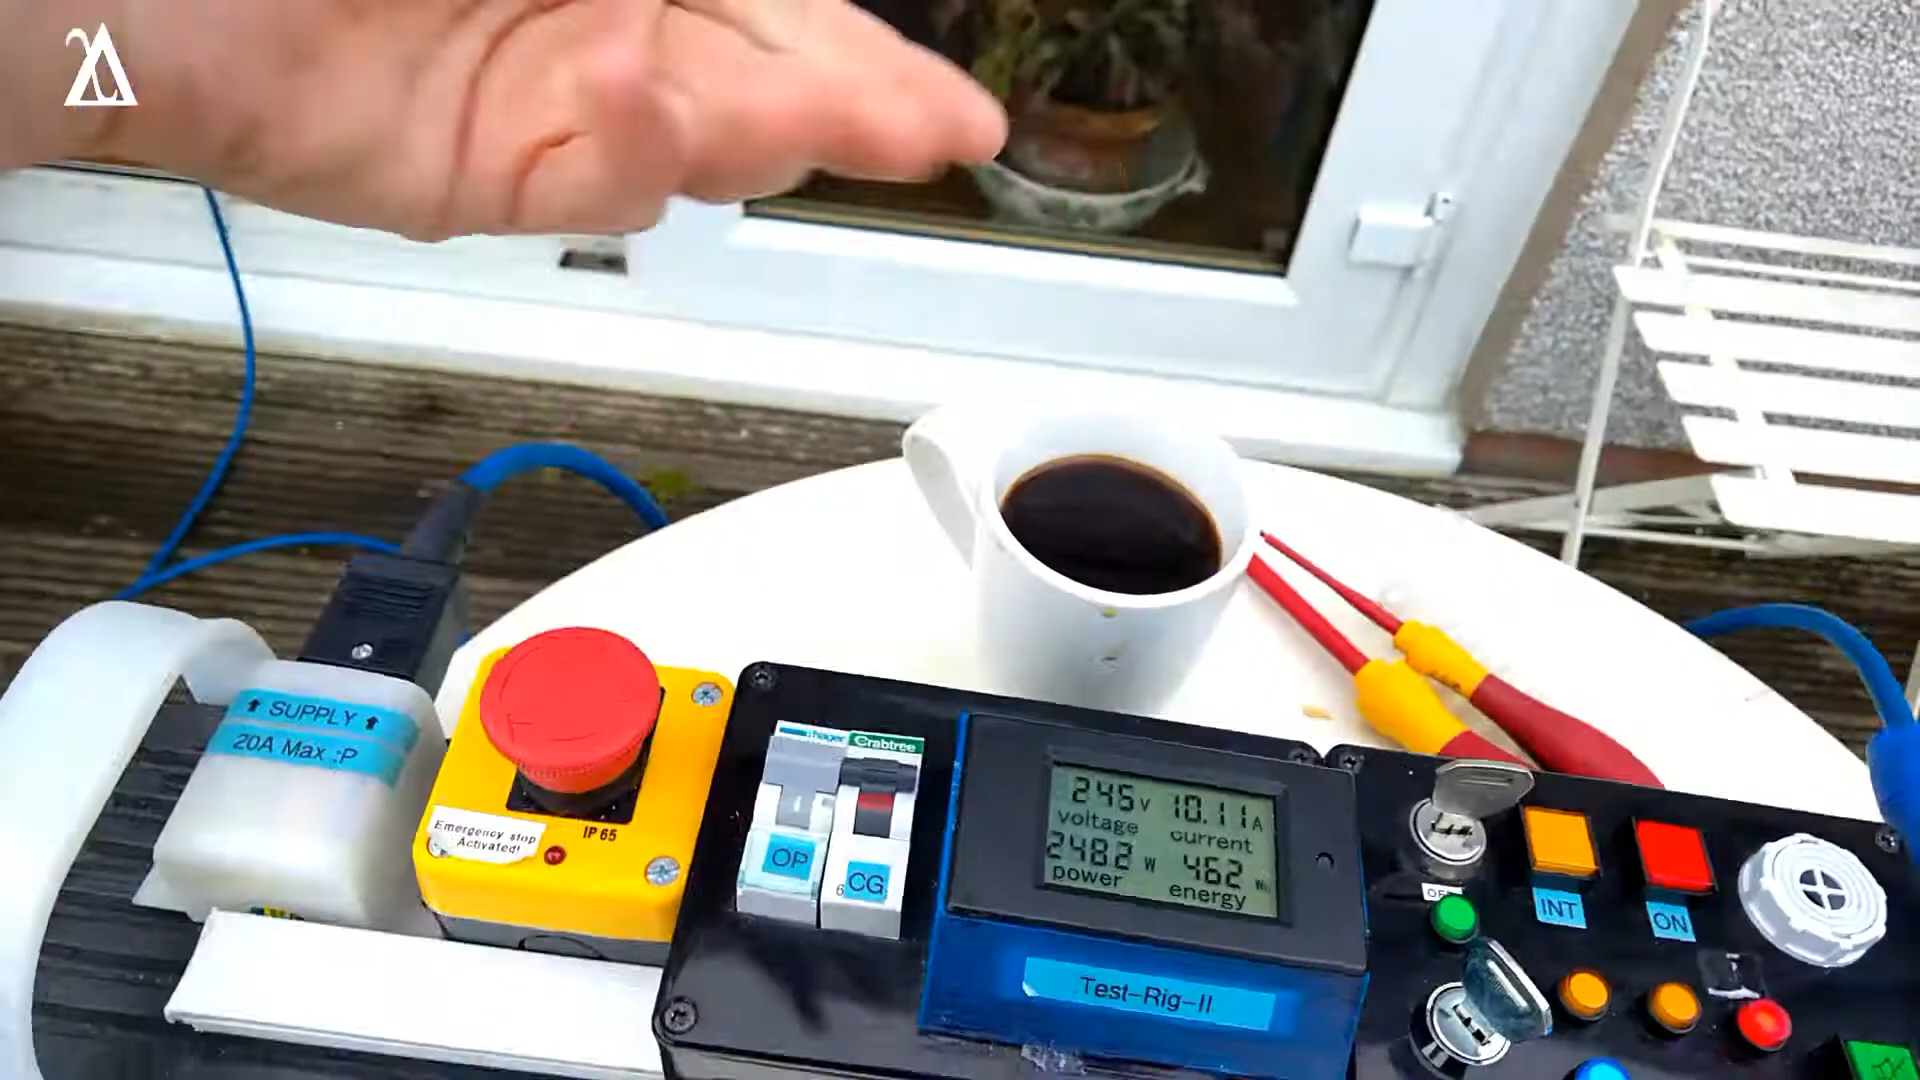 ↑ SUPPLY ↑
20A Max :P
Emergency stop
Activated!
IP 65
hager
Crabtree
OP
CG
245 V
voltage
10.11 A
current
2482 W
power
462
energy
Test-Rig-II
INT
ON